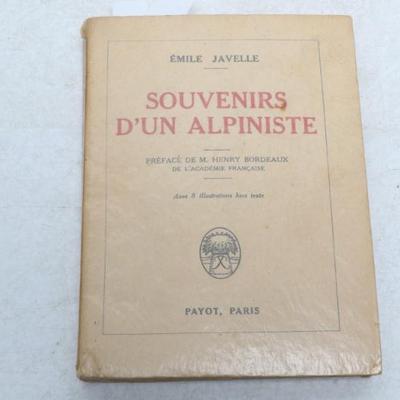 ÉMILE JAVELLE
SOUVENIRS
D'UN ALPINISTE
PRÉFACE DE M. HENRY BORDEAUX
DE L'ACADÉMIE FRANÇAISE
Avec 8 illustrations hors texte
PAYOT, PARIS